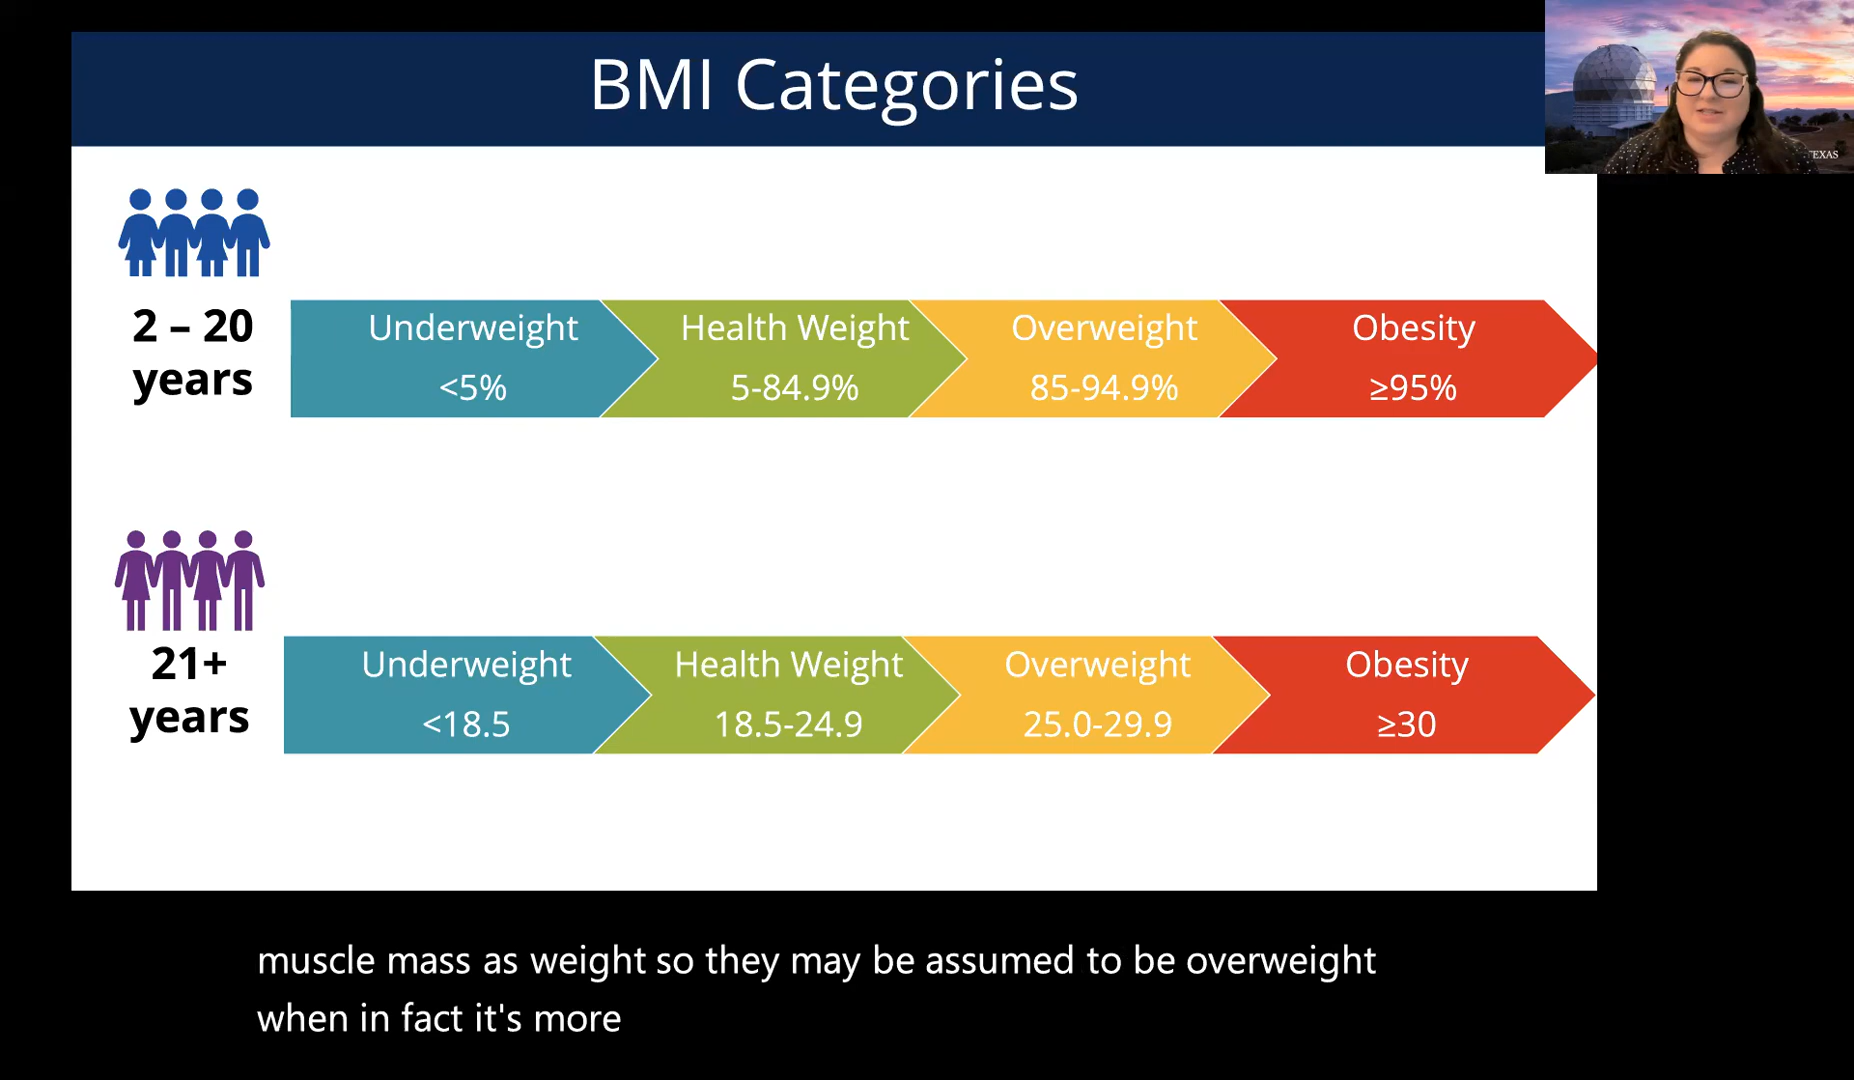 BMI Categories
EXAS
2 – 20
years
Underweight
<5%
Health Weight
5-84.9%
Overweight
85-94.9%
Obesity
≥95%
21+
years
Underweight
<18.5
Health Weight
18.5-24.9
Overweight
25.0-29.9
Obesity
≥30
muscle mass as weight so they may be assumed to be overweight
when in fact it's more